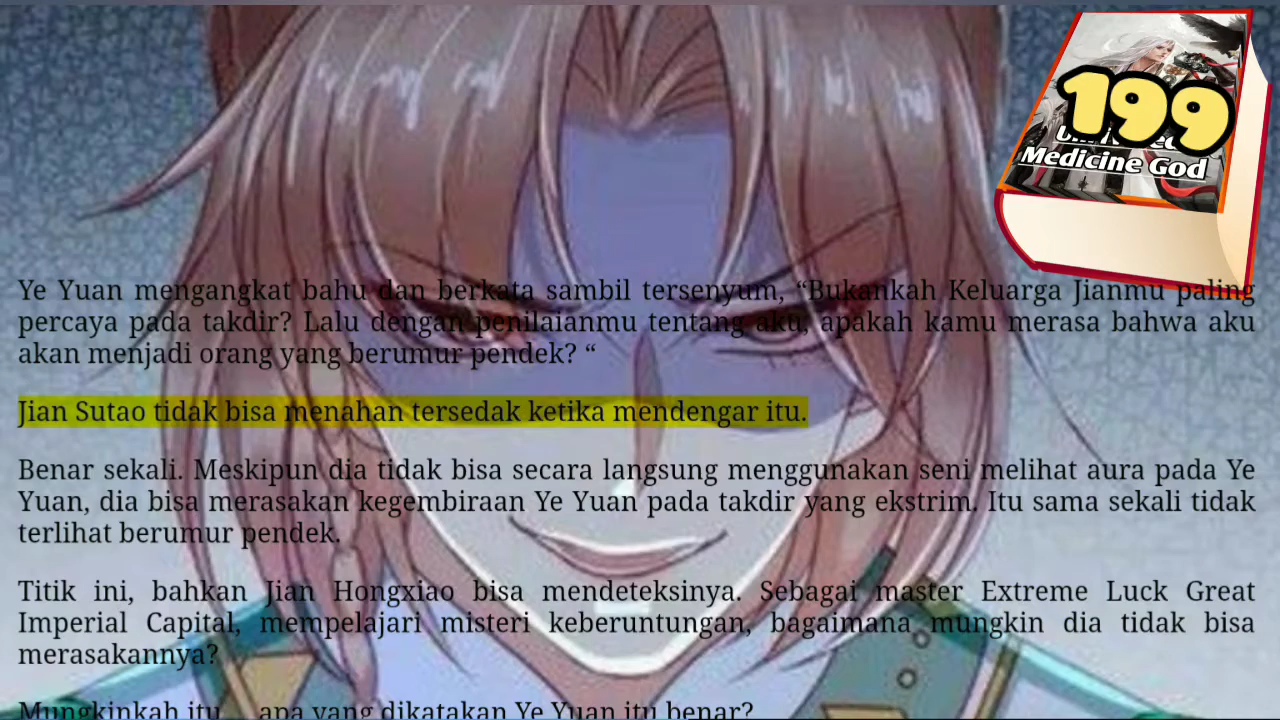 199
Medicine God
Ye Yuan mengangkat bahu dan berkata sambil tersenyum, “Bukankah Keluarga Jianmu paling
percaya pada takdir? Lalu dengan penilaianmu tentang aku, apakah kamu merasa bahwa aku
akan menjadi orang yang berumur pendek? “
Jian Sutao tidak bisa menahan tersedak ketika mendengar itu.
Benar sekali. Meskipun dia tidak bisa secara langsung menggunakan seni melihat aura pada Ye
Yuan, dia bisa merasakan kegembiraan Ye Yuan pada takdir yang ekstrim. Itu sama sekali tidak
terlihat berumur pendek.
Titik ini, bahkan Jian Hongxiao bisa mendeteksinya. Sebagai master Extreme Luck Great
Imperial Capital, mempelajari misteri keberuntungan, bagaimana mungkin dia tidak bisa
merasakannya?
Mungkinkah itu ... apa yang dikatakan Ye Yuan itu benar?